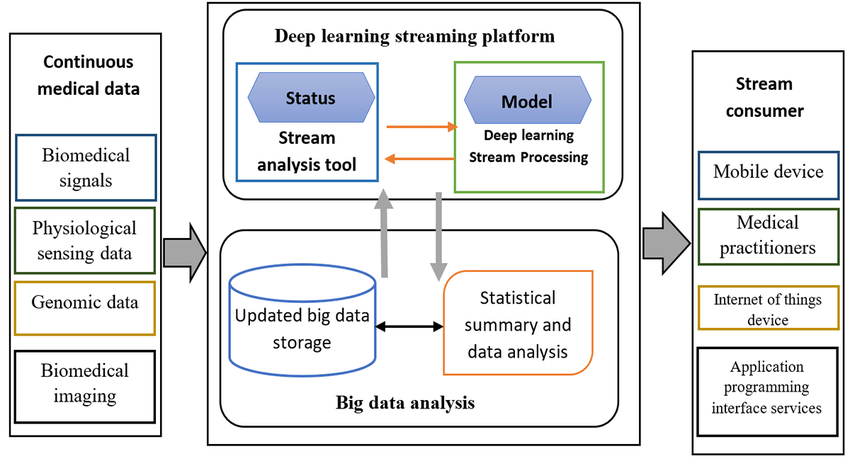 Continuous
medical data
Biomedical
signals
Physiological
sensing data
Genomic data
Biomedical
imaging
Deep learning streaming platform
Status
Stream
analysis tool
Model
Deep learning
Stream Processing
Updated big data
storage
Statistical
summary and
data analysis
Big data analysis
Stream
consumer
Mobile device
Medical
practitioners
Internet of things
device
Application
programming
interface services